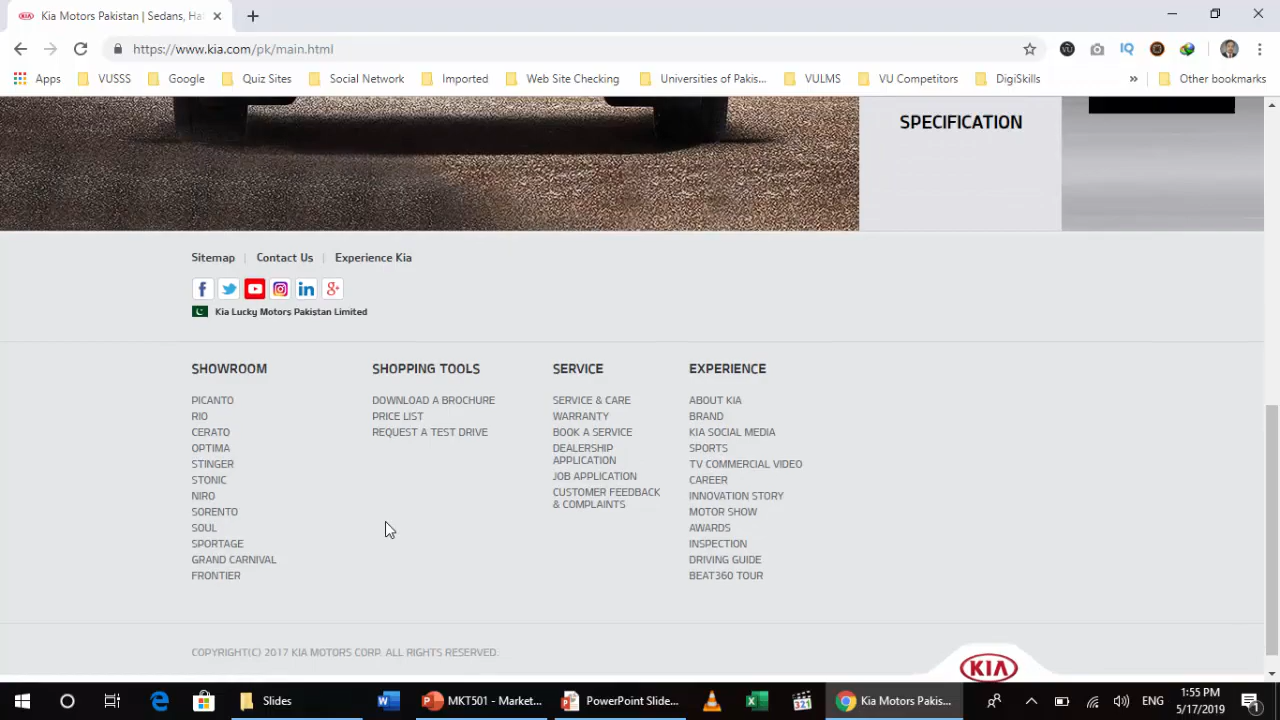 Kia Motors Pakistan | Sedans, Ha
https://www.kia.com/pk/main.html
Apps VUSSS Google Quiz Sites Social Network Imported Web Site Checking Universities of Pakis... VULMS VU Competitors DigiSkills » Other bookmarks
SPECIFICATION
Sitemap | Contact Us | Experience Kia
Kia Lucky Motors Pakistan Limited
SHOWROOM
PICANTO
RIO
CERATO
OPTIMA
STINGER
STONIC
NIRO
SORENTO
SOUL
SPORTAGE
GRAND CARNIVAL
FRONTIER
SHOPPING TOOLS
DOWNLOAD A BROCHURE
PRICE LIST
REQUEST A TEST DRIVE
SERVICE
SERVICE & CARE
WARRANTY
BOOK A SERVICE
DEALERSHIP
APPLICATION
JOB APPLICATION
CUSTOMER FEEDBACK
& COMPLAINTS
EXPERIENCE
ABOUT KIA
BRAND
KIA SOCIAL MEDIA
SPORTS
TV COMMERCIAL VIDEO
CAREER
INNOVATION STORY
MOTOR SHOW
AWARDS
INSPECTION
DRIVING GUIDE
BEAT360 TOUR
COPYRIGHT(C) 2017 KIA MOTORS CORP. ALL RIGHTS RESERVED.
KIA
Slides MKT501 - Market... PowerPoint Slide... 321 Kia Motors Pakis... ENG
1:55 PM
5/17/2019
1